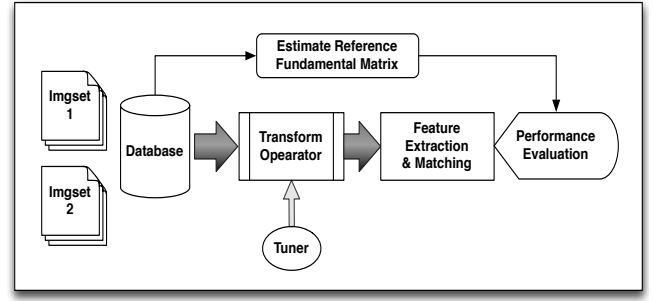 Estimate Reference
Fundamental Matrix
Imgset
1
Database
Transform
Opearator
Feature
Extraction
& Matching
Performance
Evaluation
Imgset
2
Tuner